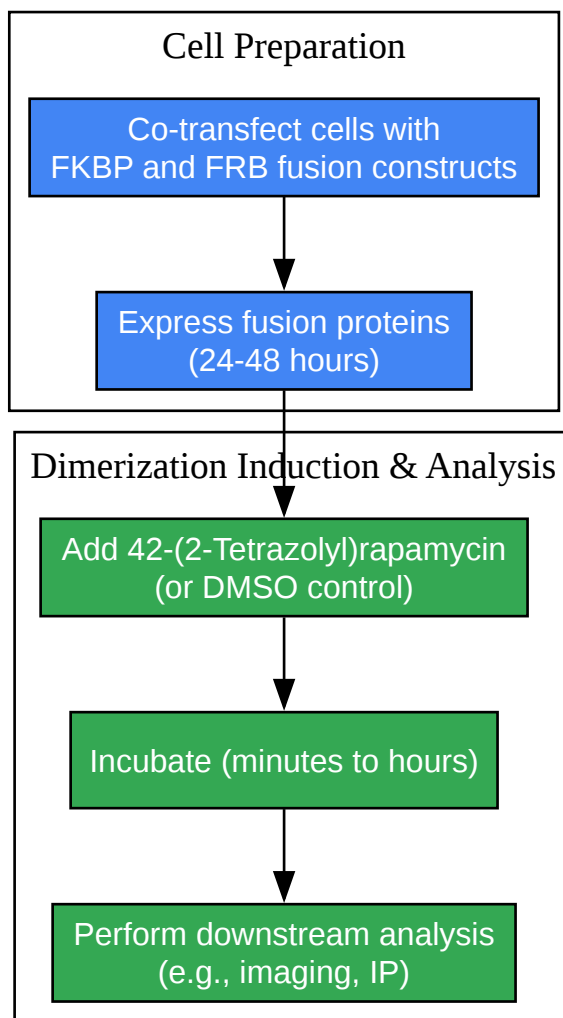 Cell Preparation
Co-transfect cells with
FKBP and FRB fusion constructs
Express fusion proteins
(24-48 hours)
Dimerization Induction & Analysis
Add 42-(2-Tetrazolyl)rapamycin
(or DMSO control)
Incubate (minutes to hours)
Perform downstream analysis
(e.g., imaging, IP)